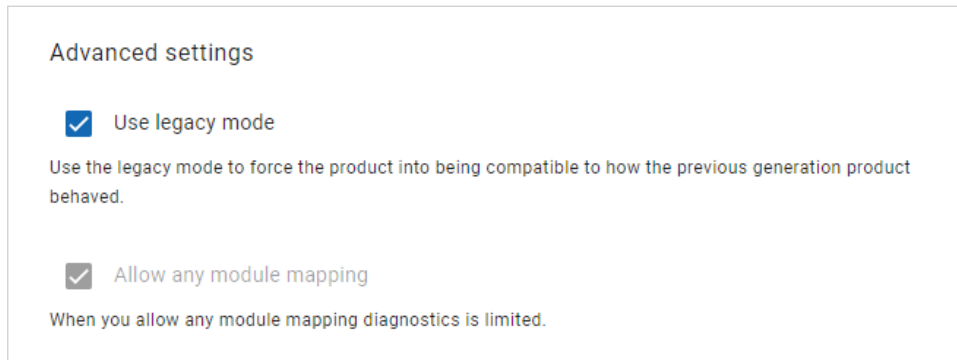 Advanced settings
Use legacy mode
Use the legacy mode to force the product into being compatible to how the previous generation product
behaved.
Allow any module mapping
When you allow any module mapping diagnostics is limited.